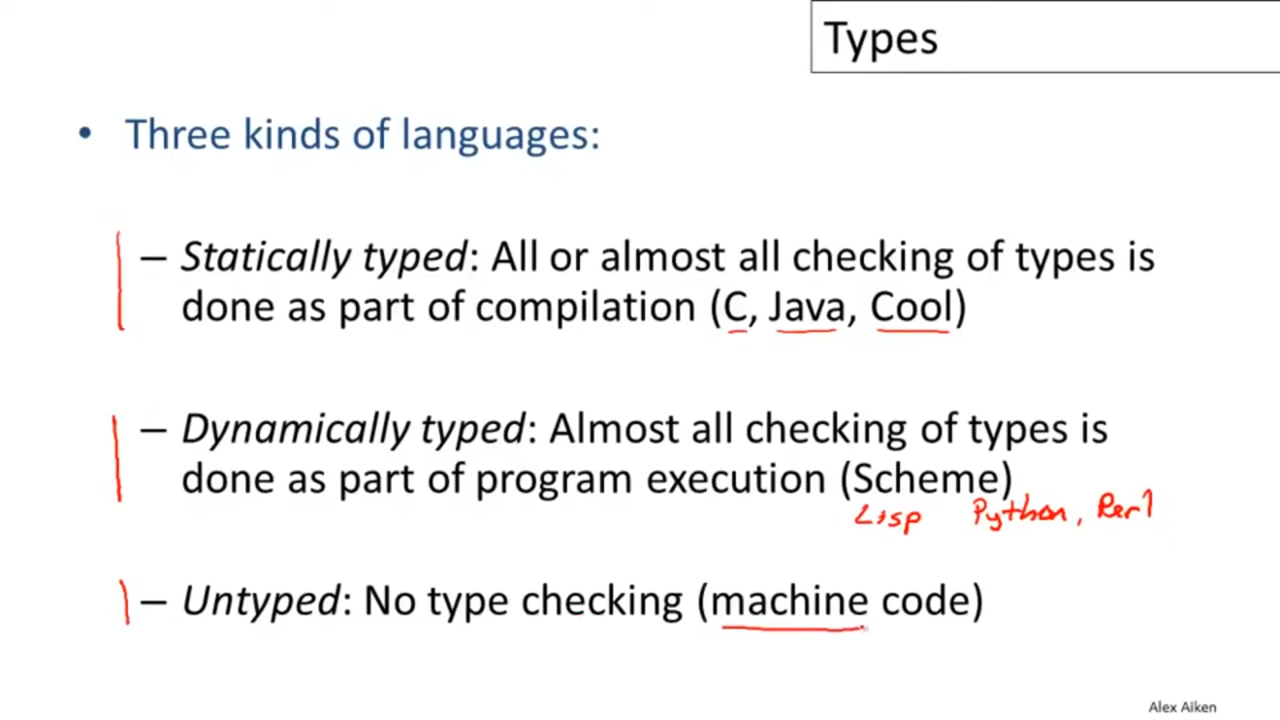 Types
• Three kinds of languages:
– Statically typed: All or almost all checking of types is
done as part of compilation (C, Java, Cool)
– Dynamically typed: Almost all checking of types is
done as part of program execution (Scheme)
Lisp Python, Perl
– Untyped: No type checking (machine code)
Alex Aiken